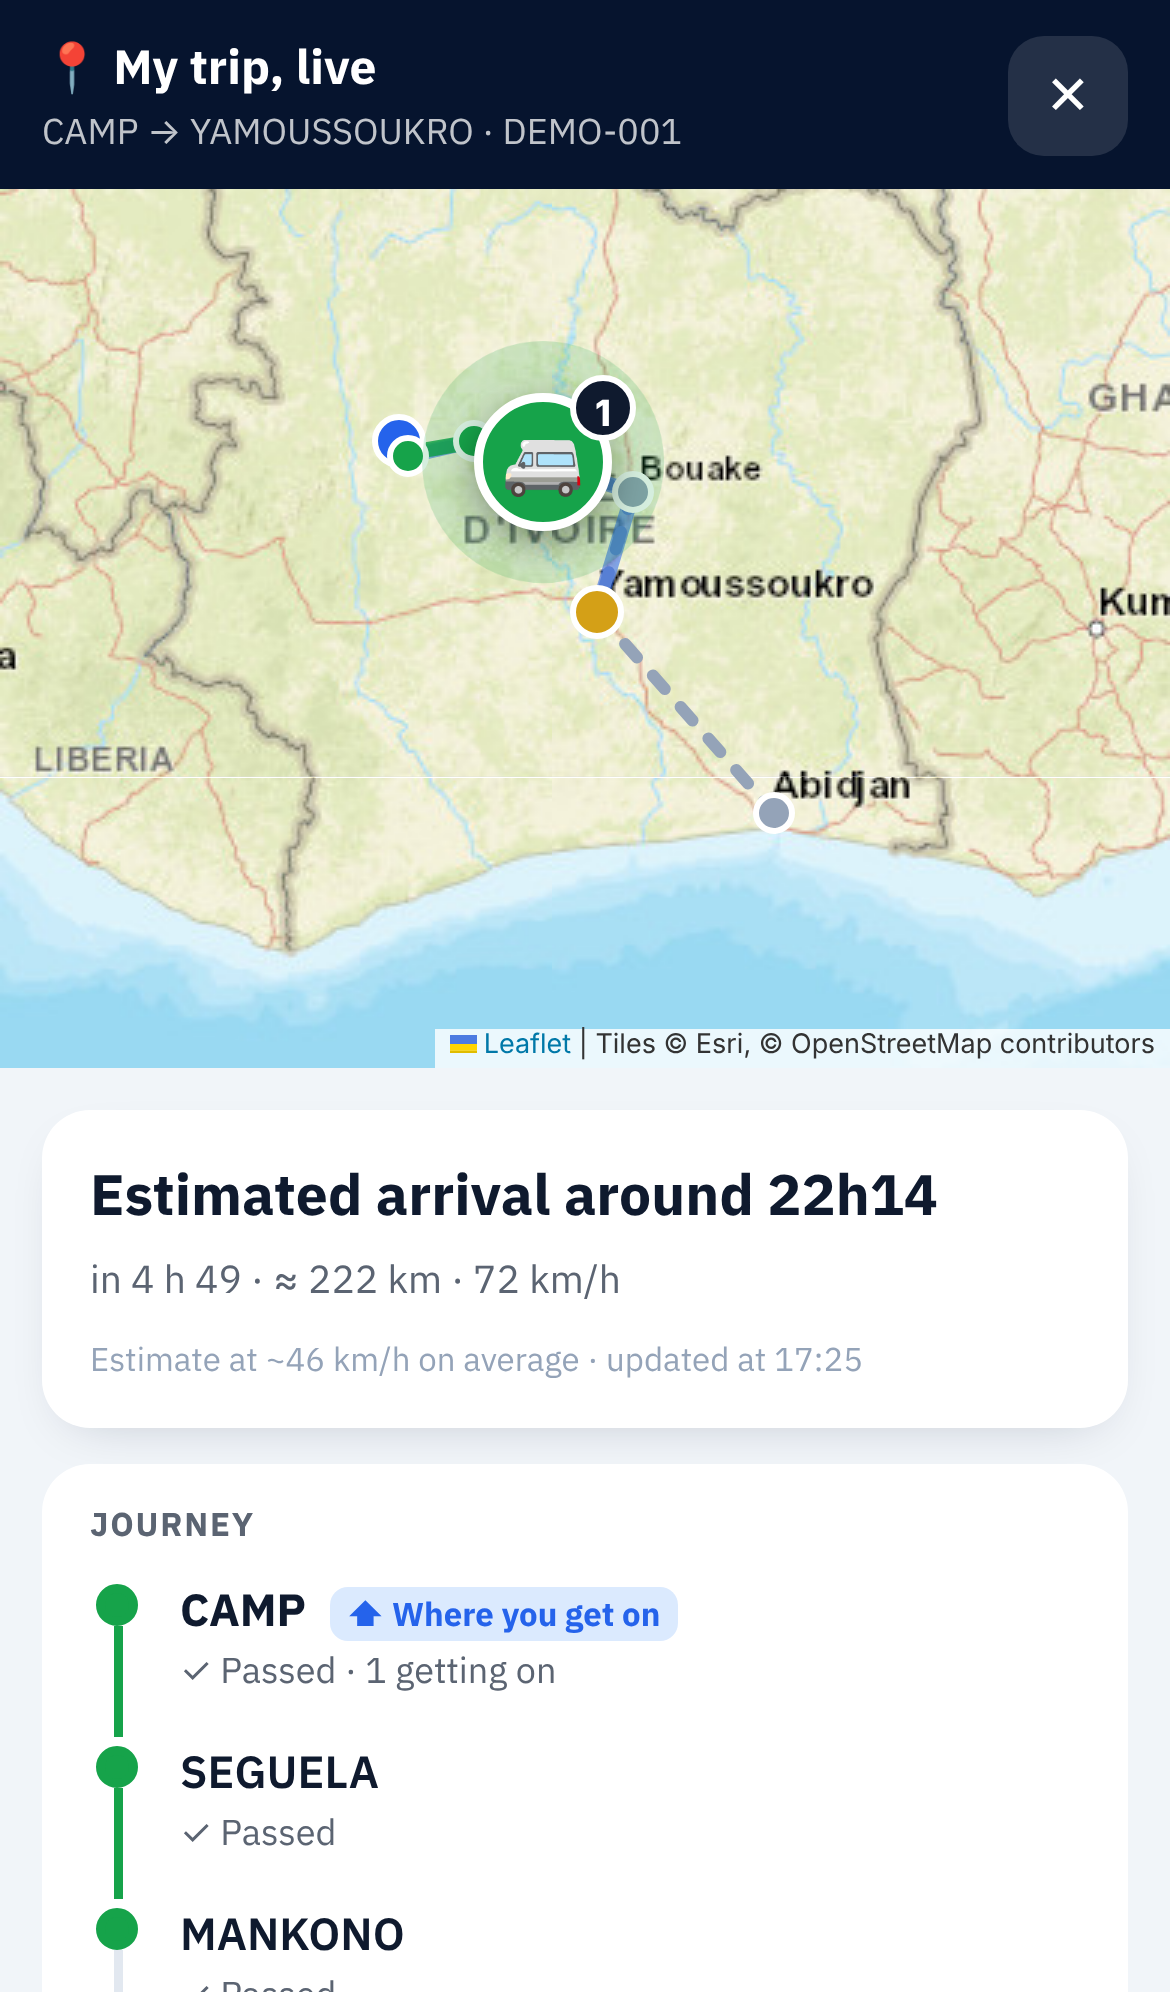 My trip, live
CAMP → YAMOUSSOUKRO · DEMO-001
×
GHA
1
Bouake
D'IVOIRE
Yamoussoukro
Kum
a
LIBERIA
Abidjan
Leaflet | Tiles © Esri, © OpenStreetMap contributors
Estimated arrival around 22h14
in 4 h 49 · ≈ 222 km · 72 km/h
Estimate at ~46 km/h on average · updated at 17:25
JOURNEY
CAMP Where you get on
✓ Passed · 1 getting on
SEGUELA
✓ Passed
MANKONO
✓ Passed